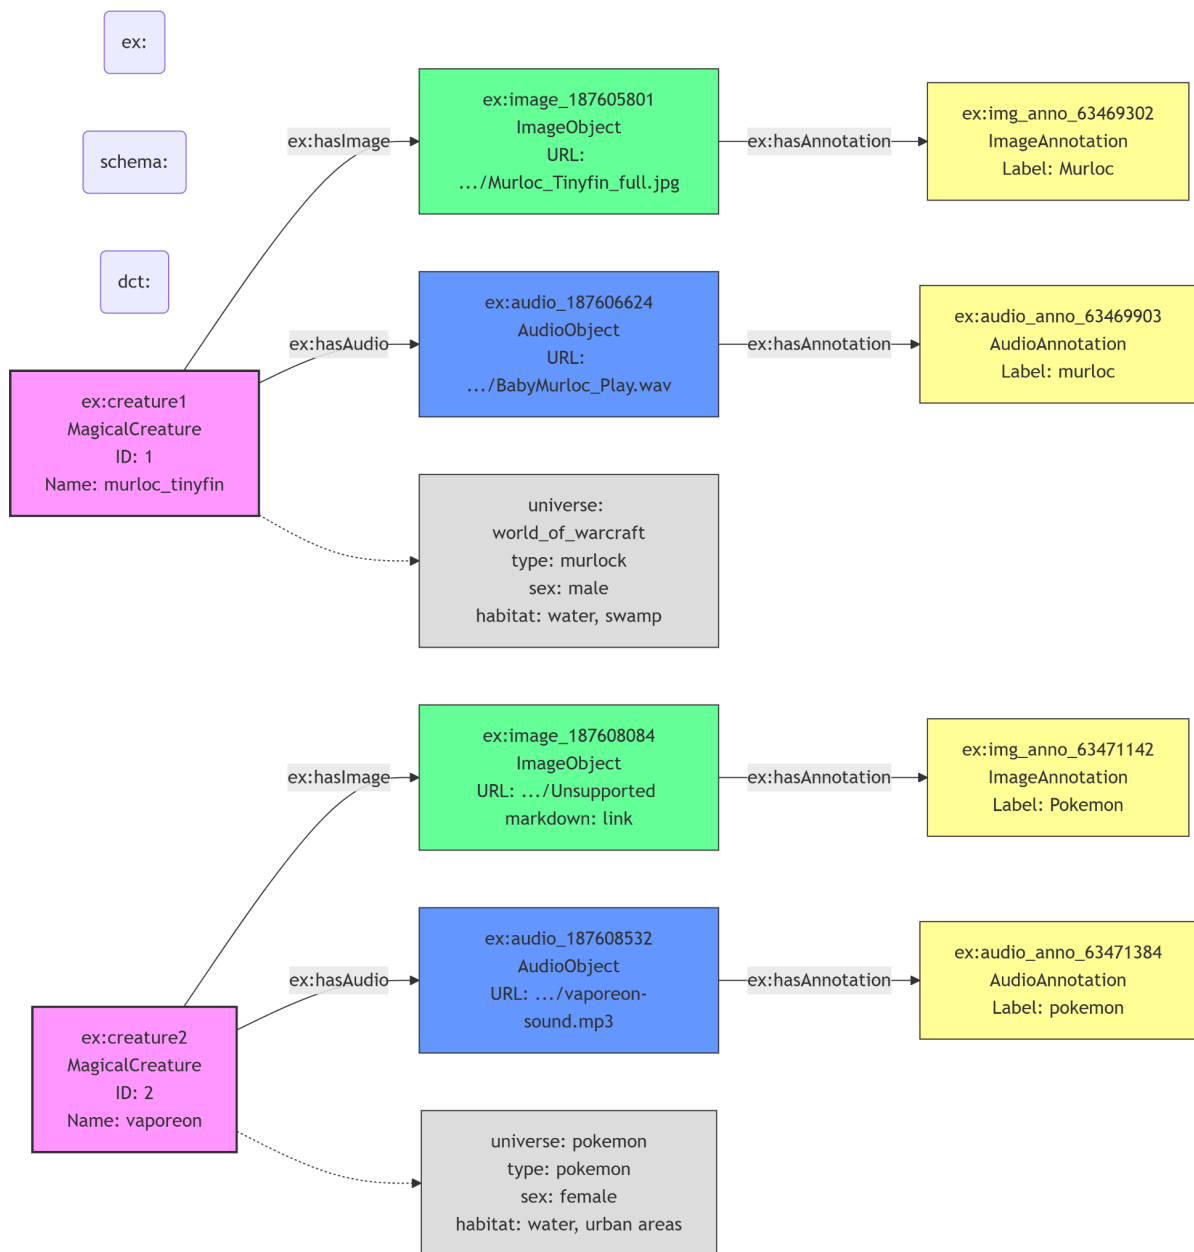 ex:
schema:
dct:
ex:creature1
MagicalCreature
ID: 1
Name: murloc_tinyfin
ex:hasImage
ex:image_187605801
ImageObject
URL:
.../Murloc_Tinyfin_full.jpg
ex:hasAnnotation
ex:img_anno_63469302
ImageAnnotation
Label: Murloc
ex:hasAudio
ex:audio_187606624
AudioObject
URL:
.../BabyMurloc_Play.wav
ex:hasAnnotation
ex:audio_anno_63469903
AudioAnnotation
Label: murloc
universe:
world_of_warcraft
type: murlock
sex: male
habitat: water, swamp
ex:creature2
MagicalCreature
ID: 2
Name: vaporeon
ex:hasImage
ex:image_187608084
ImageObject
URL: .../Unsupported
markdown: link
ex:hasAnnotation
ex:img_anno_63471142
ImageAnnotation
Label: Pokemon
ex:hasAudio
ex:audio_187608532
AudioObject
URL: .../vaporeon-
sound.mp3
ex:hasAnnotation
ex:audio_anno_63471384
AudioAnnotation
Label: pokemon
universe: pokemon
type: pokemon
sex: female
habitat: water, urban areas